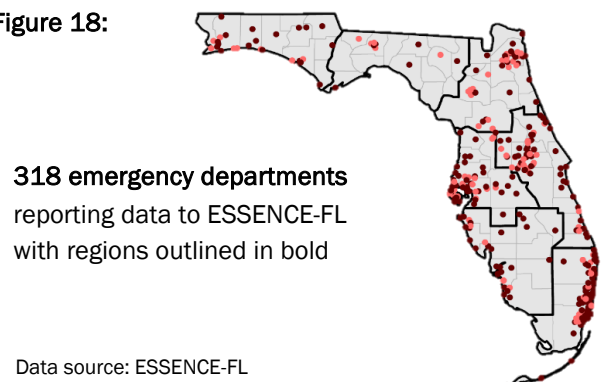 Figure 18:
318 emergency departments
reporting data to ESSENCE-FL
with regions outlined in bold
Data source: ESSENCE-FL